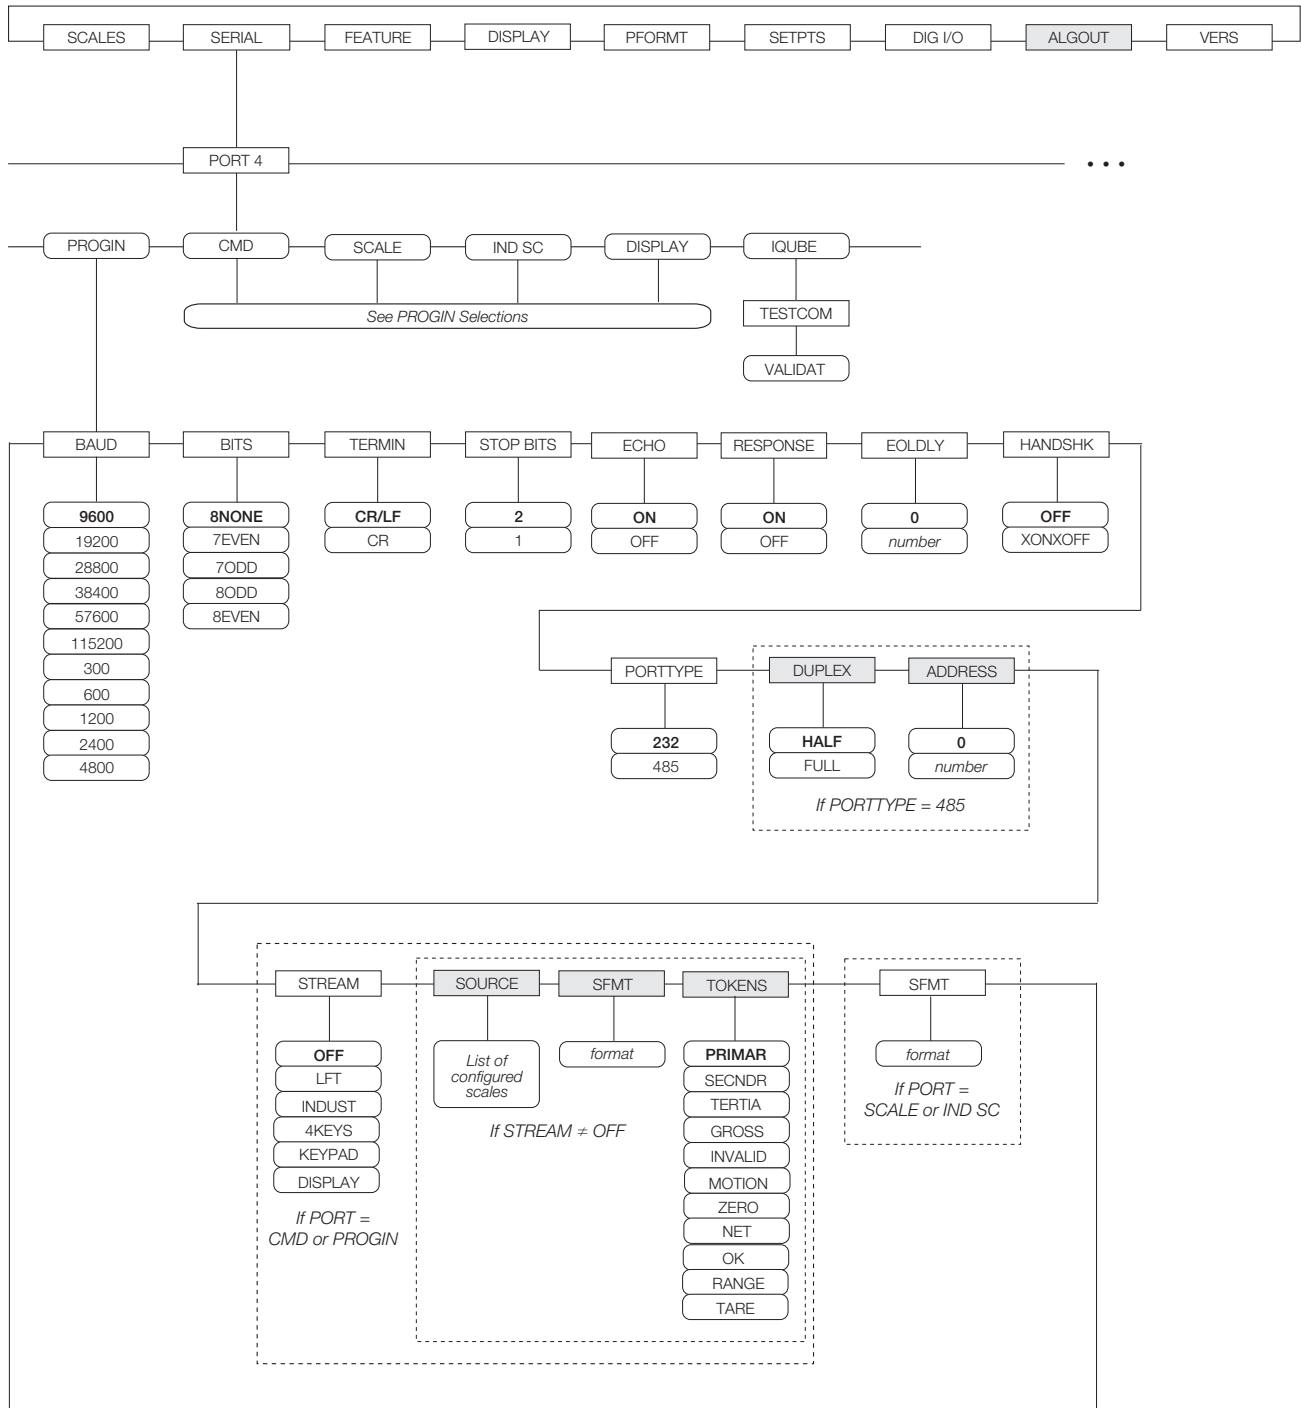 SCALES
SERIAL
FEATURE
DISPLAY
PFORMT
SETPTS
DIG I/O
ALGOUT
VERS
PORT 4
• • •
PROGIN
CMD
SCALE
IND SC
DISPLAY
IQUBE
See PROGIN Selections
TESTCOM
VALIDAT
BAUD
BITS
TERMIN
STOP BITS
ECHO
RESPONSE
EOLDLY
HANDSHK
9600
19200
28800
38400
57600
115200
300
600
1200
2400
4800
8NONE
7EVEN
7ODD
8ODD
8EVEN
CR/LF
CR
2
1
ON
OFF
ON
OFF
0
number
OFF
XONXOFF
PORTTYPE
DUPLEX
ADDRESS
232
485
HALF
FULL
0
number
If PORTTYPE = 485
STREAM
SOURCE
SFMT
TOKENS
SFMT
OFF
LFT
INDUST
4KEYS
KEYPAD
DISPLAY
If PORT =
CMD or PROGIN
List of
configured
scales
format
If STREAM ≠ OFF
PRIMAR
SECNDR
TERTIA
GROSS
INVALID
MOTION
ZERO
NET
OK
RANGE
TARE
format
If PORT =
SCALE or IND SC